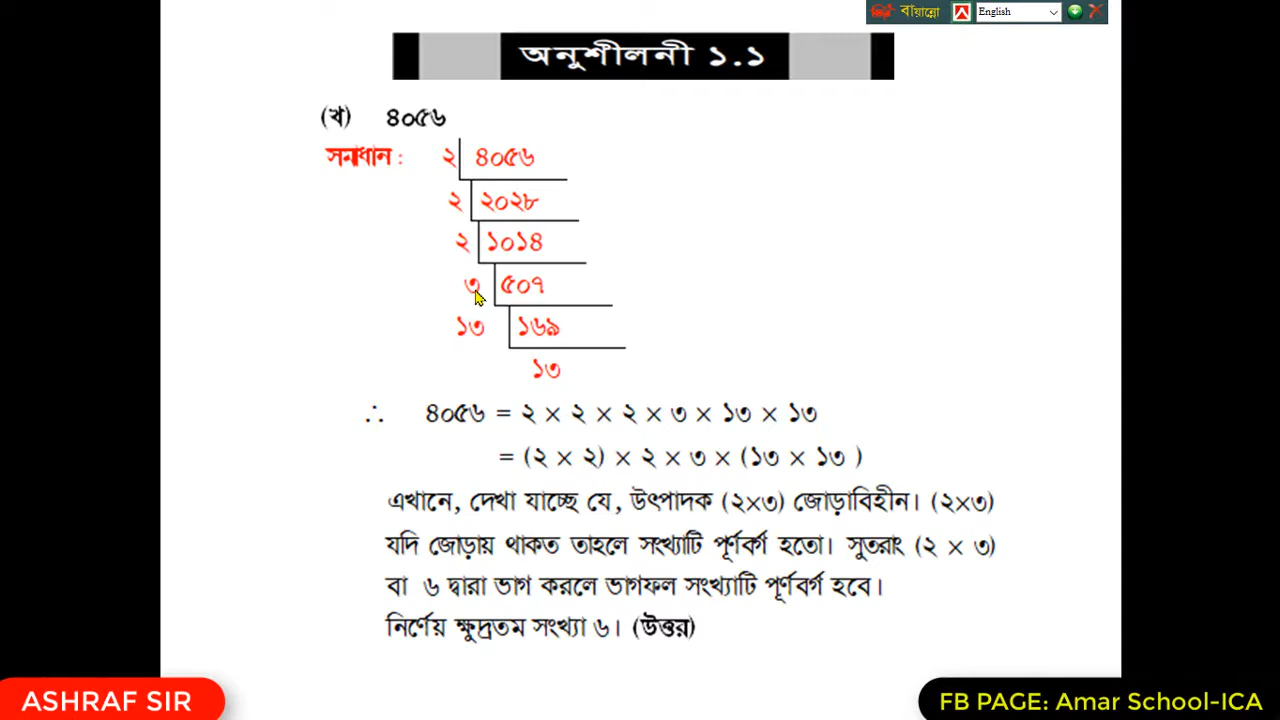 বাঁয়ান্নো English
অনুশীলনী ১.১
(খ) ৪০৫৬
সমাধান : ২ ৪০৫৬
২ ২০২৮
২ ১০১৪
৩ ৫০৭
১৩ ১৬৯
১৩
∴ ৪০৫৬ = ২ × ২ × ২ × ৩ × ১৩ × ১৩
= (২ × ২) × ২ × ৩ × (১৩ × ১৩ )
এখানে, দেখা যাচ্ছে যে, উৎপাদক (২×৩) জোড়াবিহীন। (২×৩)
যদি জোড়ায় থাকত তাহলে সংখ্যাটি পূর্ণবর্গ হতো। সুতরাং (২ × ৩)
বা ৬ দ্বারা ভাগ করলে ভাগফল সংখ্যাটি পূর্ণবর্গ হবে।
নির্ণেয় ক্ষুদ্রতম সংখ্যা ৬। (উত্তর)
ASHRAF SIR
FB PAGE: Amar School-ICA